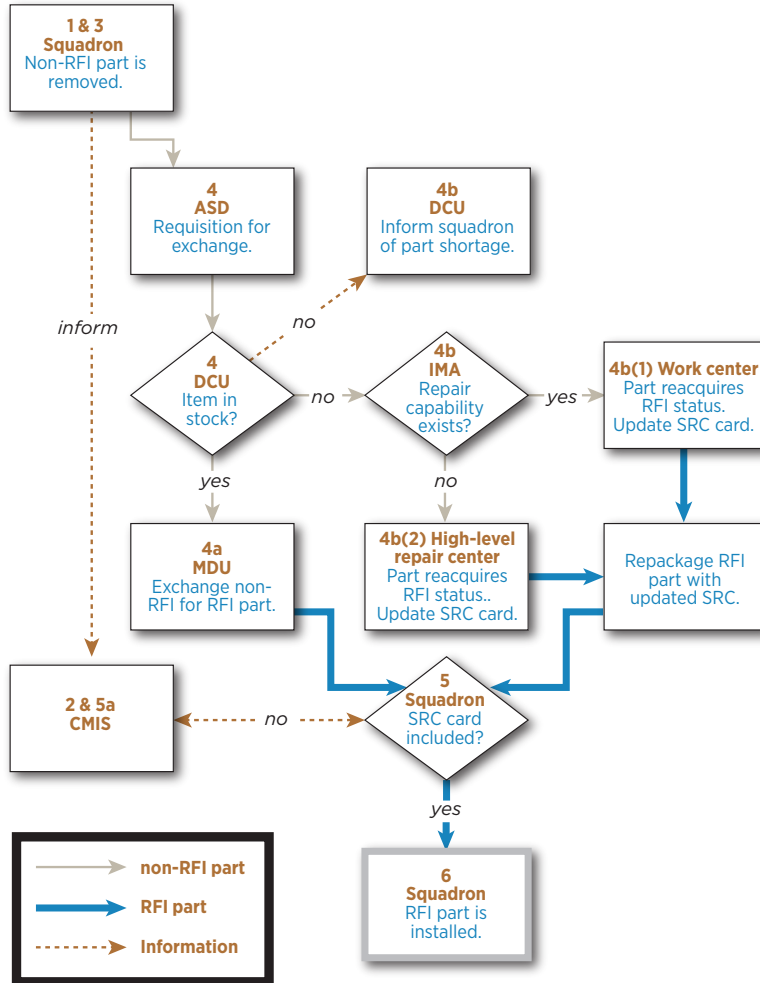 1 & 3
Squadron
Non-RFI part is
removed.
4
ASD
Requisition for
exchange.
4b
DCU
Inform squadron
of part shortage.
inform
no
4
DCU
Item in
stock?
no
4b
IMA
Repair
capability
exists?
yes
4b(1) Work center
Part reacquires
RFI status.
Update SRC card.
yes
no
4a
MDU
Exchange non-
RFI for RFI part.
4b(2) High-level
repair center
Part reacquires
RFI status..
Update SRC card.
Repackage RFI
part with
updated SRC.
2 & 5a
CMIS
no
5
Squadron
SRC card
included?
yes
6
Squadron
RFI part is
installed.
non-RFI part
RFI part
Information